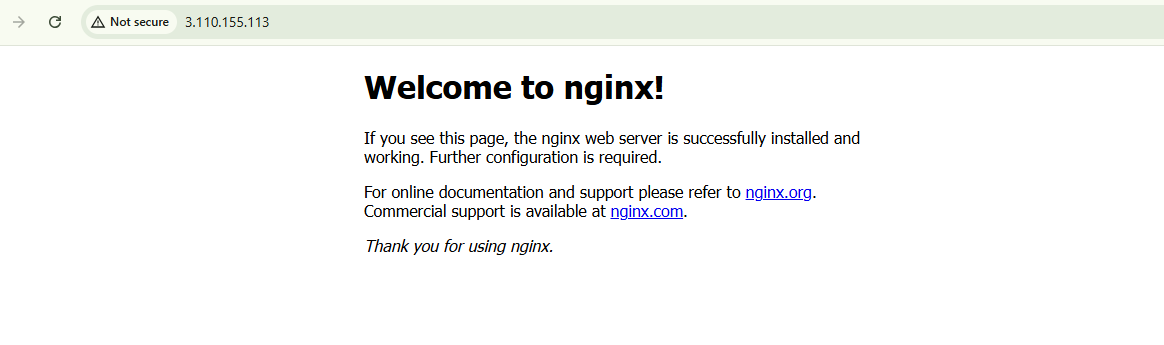 Not secure 3.110.155.113
Welcome to nginx!
If you see this page, the nginx web server is successfully installed and
working. Further configuration is required.
For online documentation and support please refer to nginx.org.
Commercial support is available at nginx.com.
Thank you for using nginx.